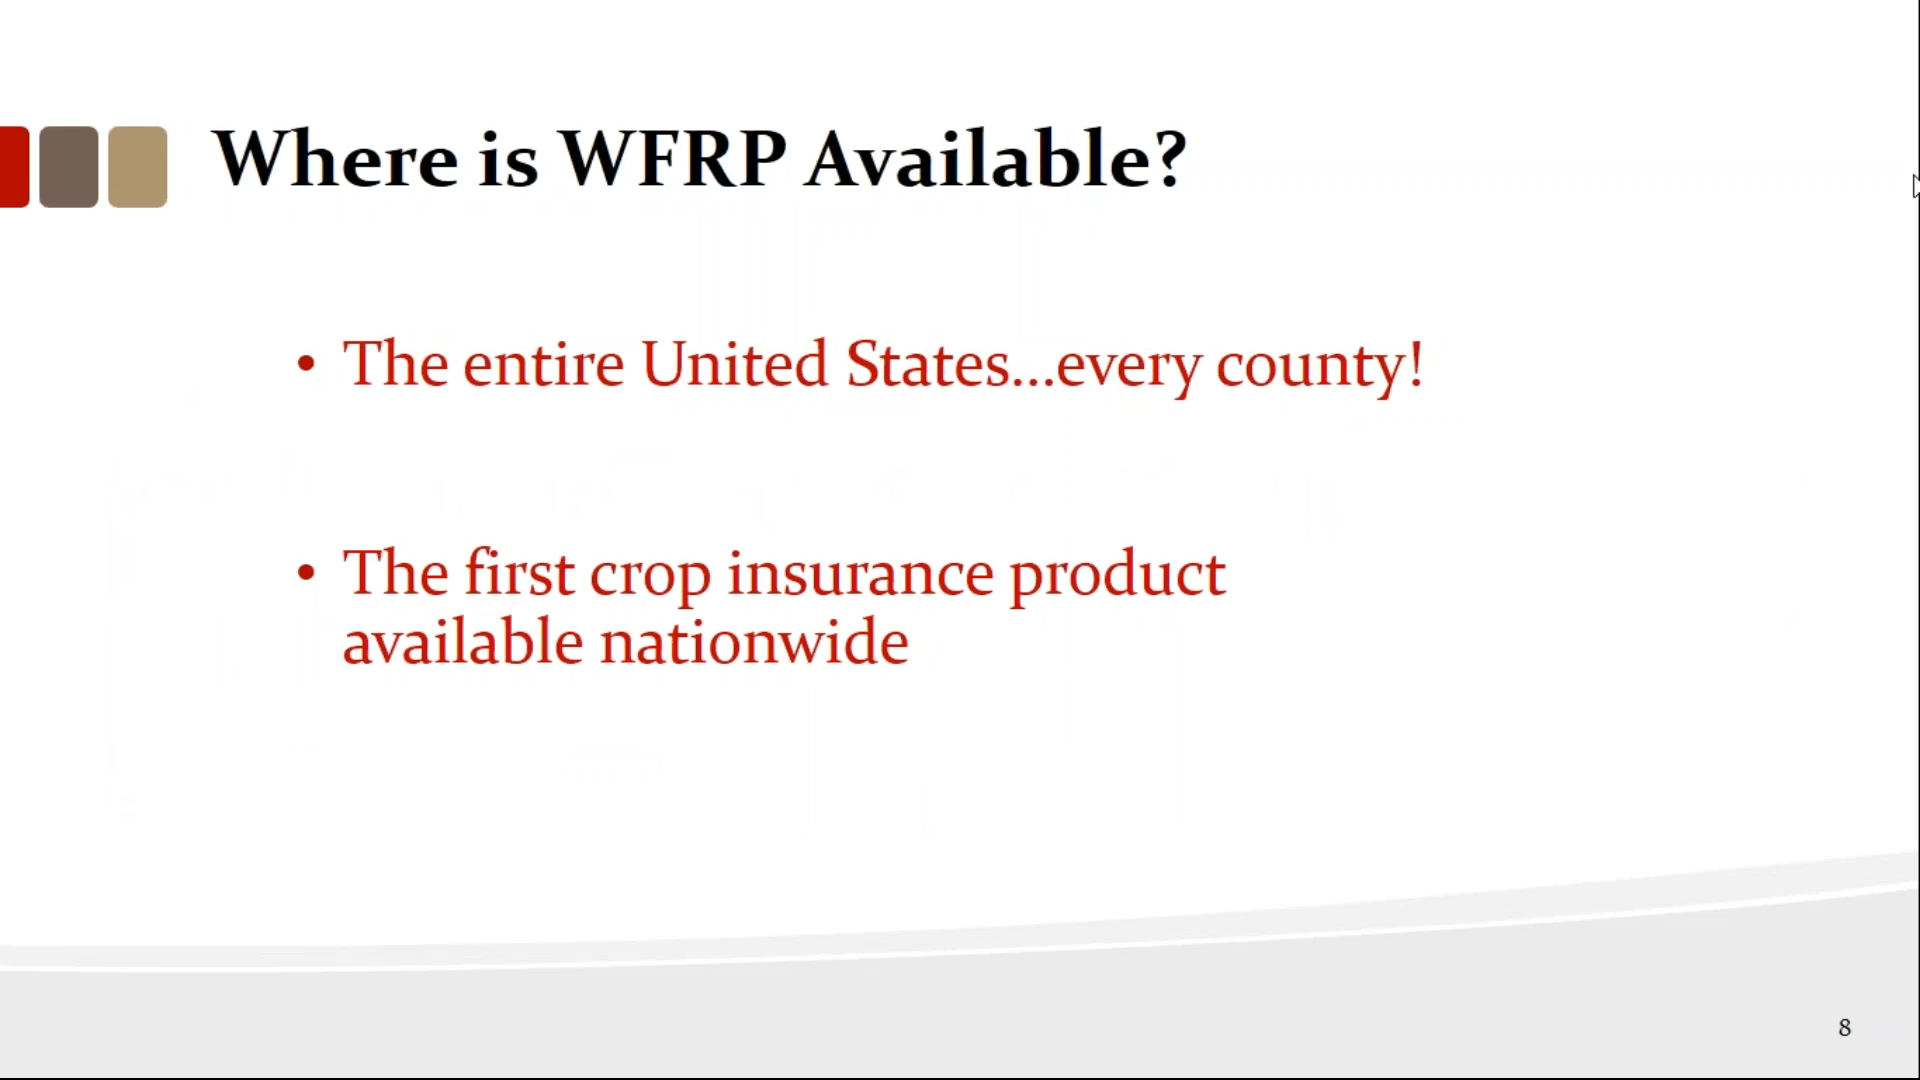 Where is WFRP Available?
• The entire United States...every county!
• The first crop insurance product
available nationwide
8